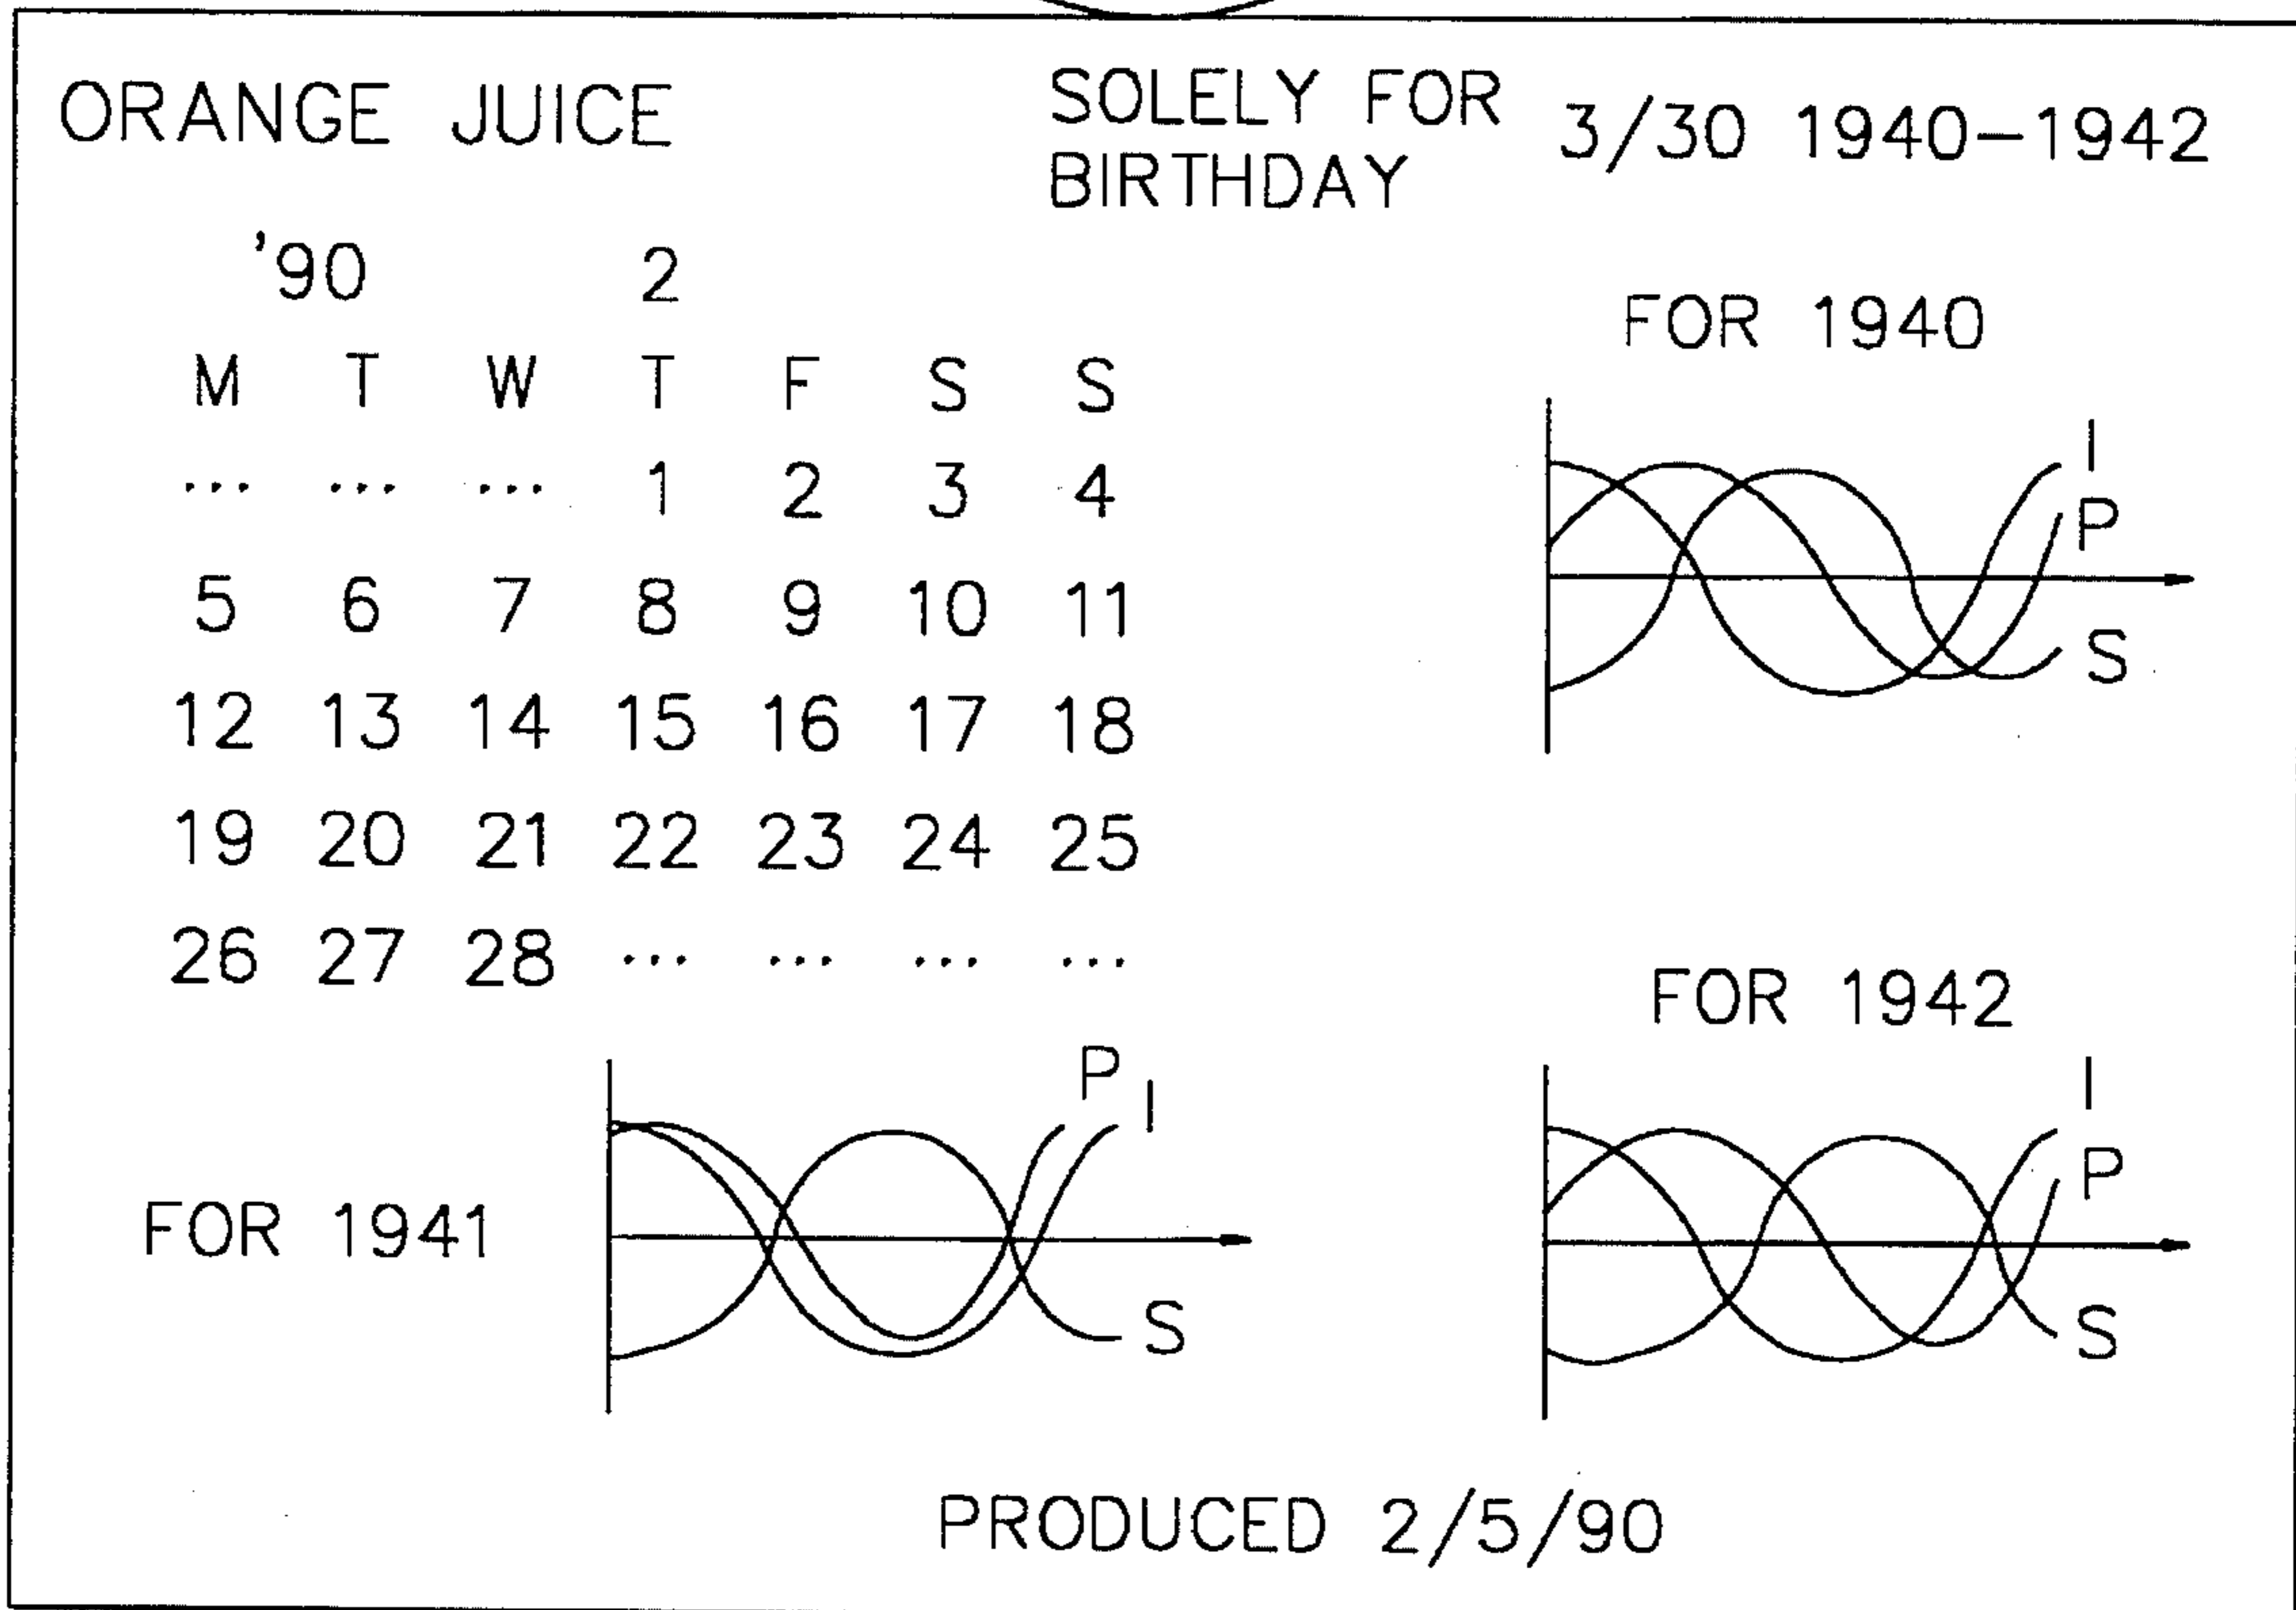 ORANGE JUICE
SOLELY FOR
BIRTHDAY
3/30 1940-1942
'90 2
M T W T F S S
... ... ... 1 2 3 4
5 6 7 8 9 10 11
12 13 14 15 16 17 18
19 20 21 22 23 24 25
26 27 28 ... ... ... ...
FOR 1940
I
P
S
FOR 1941
P I
S
FOR 1942
I
P
S
PRODUCED 2/5/90